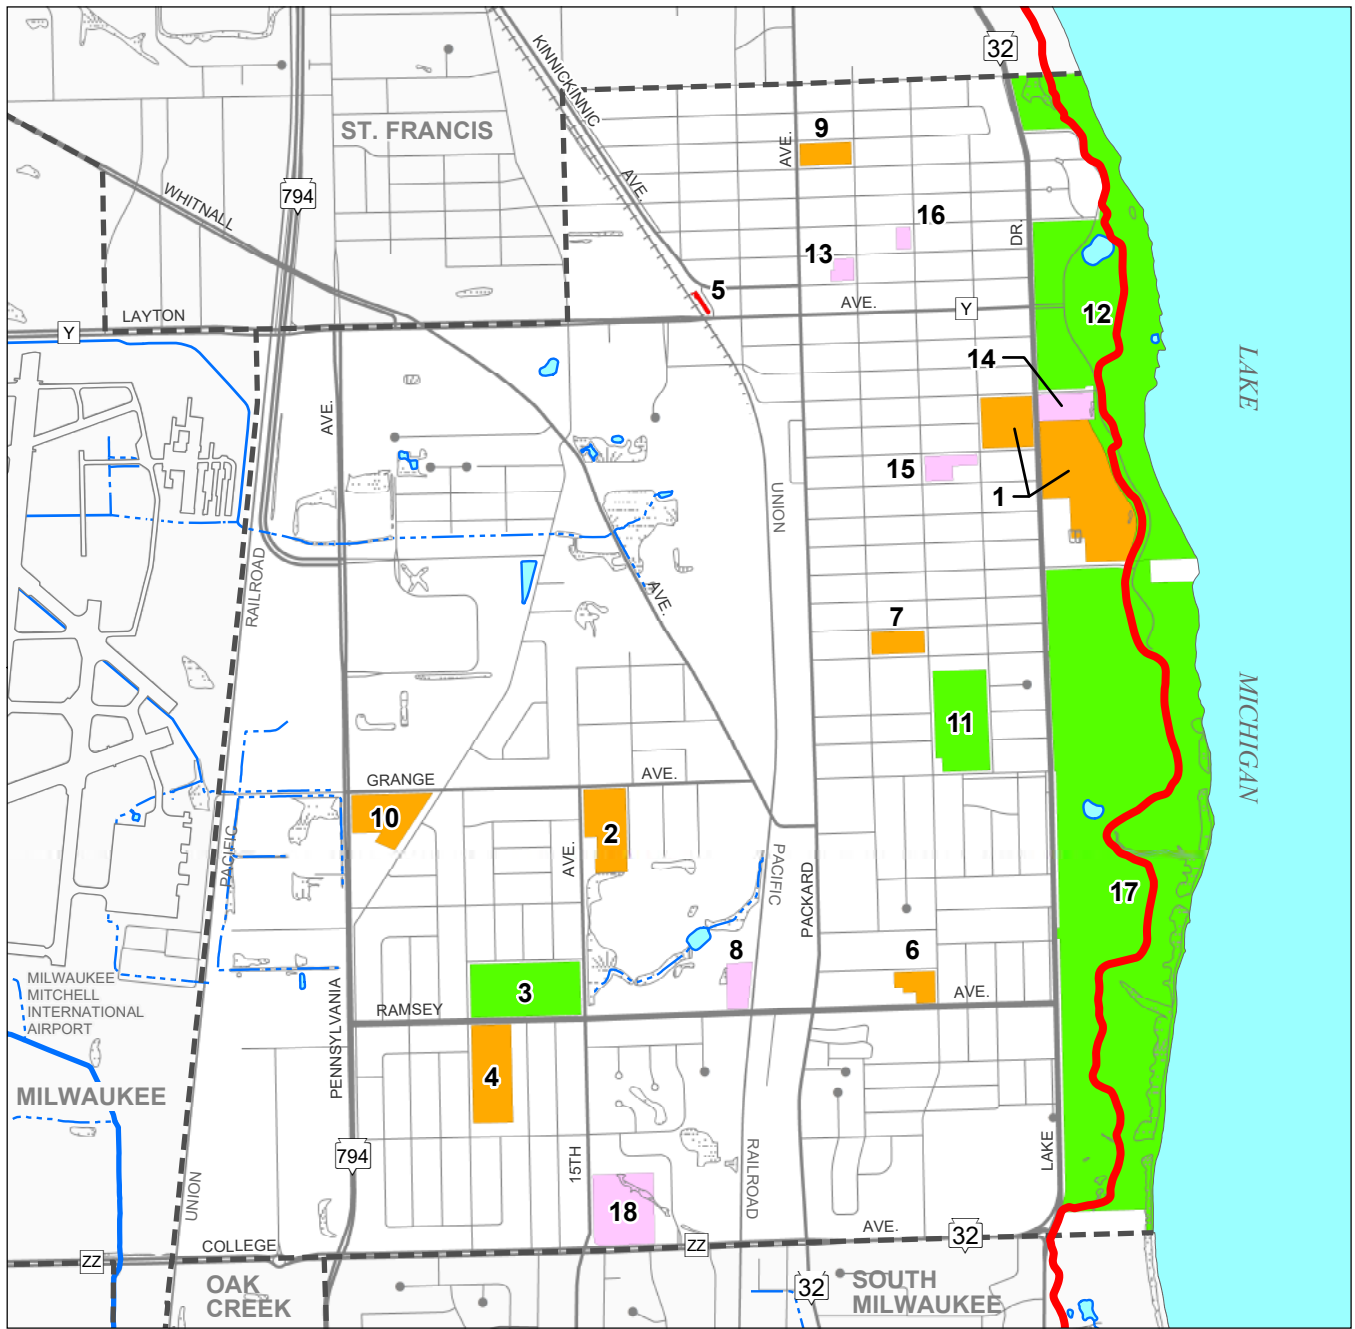 32
KINNICKINNIC
AVE.
ST. FRANCIS
9
AVE.
794
WHITNALL
16
DR.
13
5
AVE.
Y
LAYTON
Y
12
14
LAKE
AVE.
15
1
UNION
RAILROAD
AVE.
7
MICHIGAN
11
GRANGE
AVE.
10
2
AVE.
PACIFIC
PACIFIC
PACKARD
17
8
6
3
AVE.
MILWAUKEE
MITCHELL
INTERNATIONAL
AIRPORT
RAMSEY
PENNSYLVANIA
4
MILWAUKEE
794
15TH
RAILROAD
LAKE
UNION
18
AVE.
32
COLLEGE
ZZ
ZZ
OAK
CREEK
32
SOUTH
MILWAUKEE